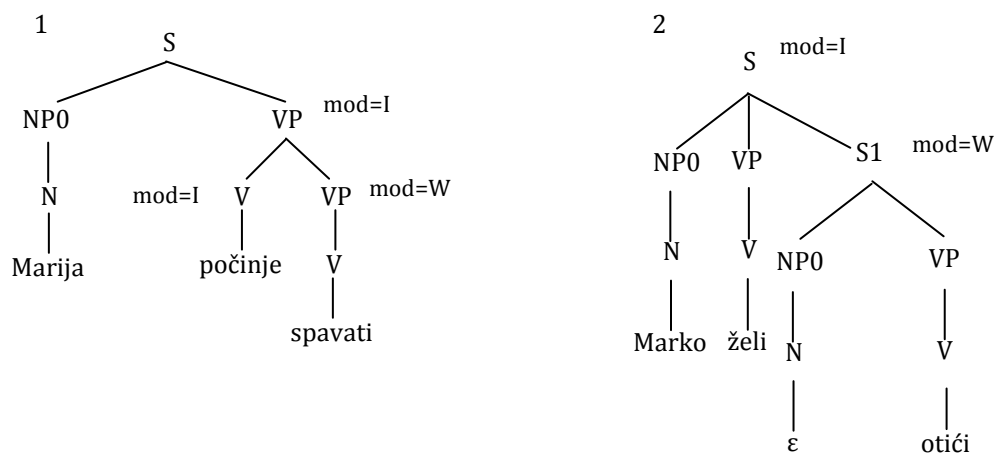 1
S
NP0 VP mod=I
N mod=I V VP mod=W
Marija počinje V
spavati
2
S mod=I
NP0 VP S1 mod=W
N V NP0 VP
Marko želi N V
ε otići